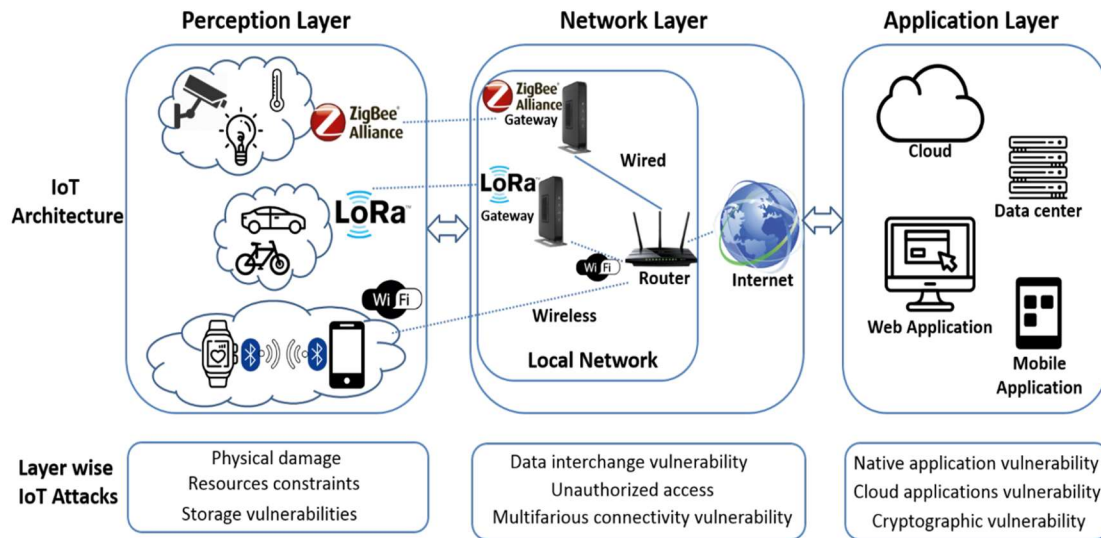 Perception Layer
Network Layer
Application Layer
IoT
Architecture
ZigBee®
Alliance
LoRa™
Wi Fi
ZigBee®
Alliance
Gateway
LoRa™
Gateway
Wired
Wi Fi
Router
Wireless
Local Network
Internet
Cloud
Data center
Web Application
Mobile
Application
Layer wise
IoT Attacks
Physical damage
Resources constraints
Storage vulnerabilities
Data interchange vulnerability
Unauthorized access
Multifarious connectivity vulnerability
Native application vulnerability
Cloud applications vulnerability
Cryptographic vulnerability